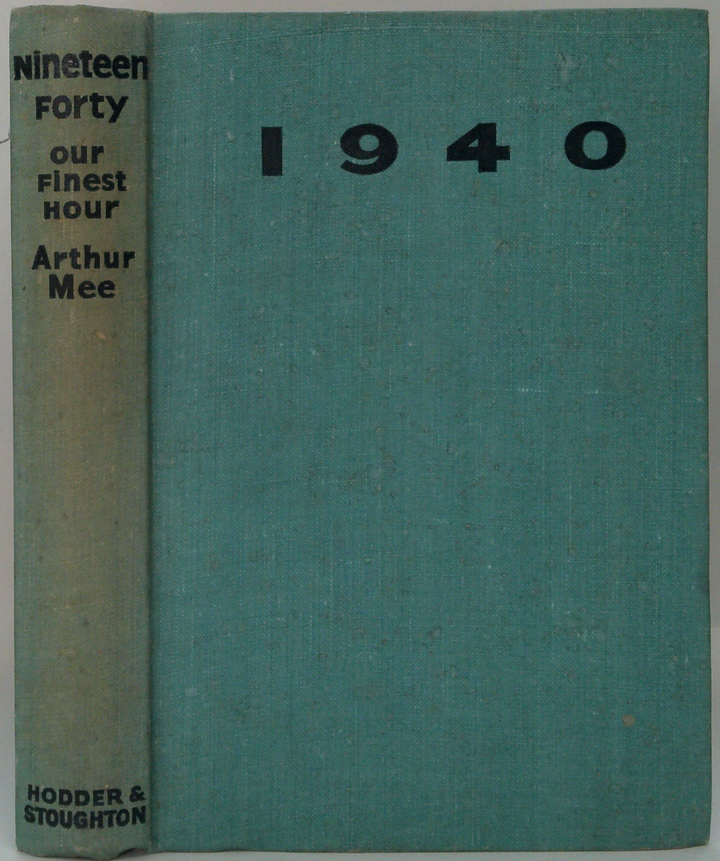 Nineteen
Forty
Our
Finest
Hour
Arthur
Mee
HODDER &
STOUGHTON
1940